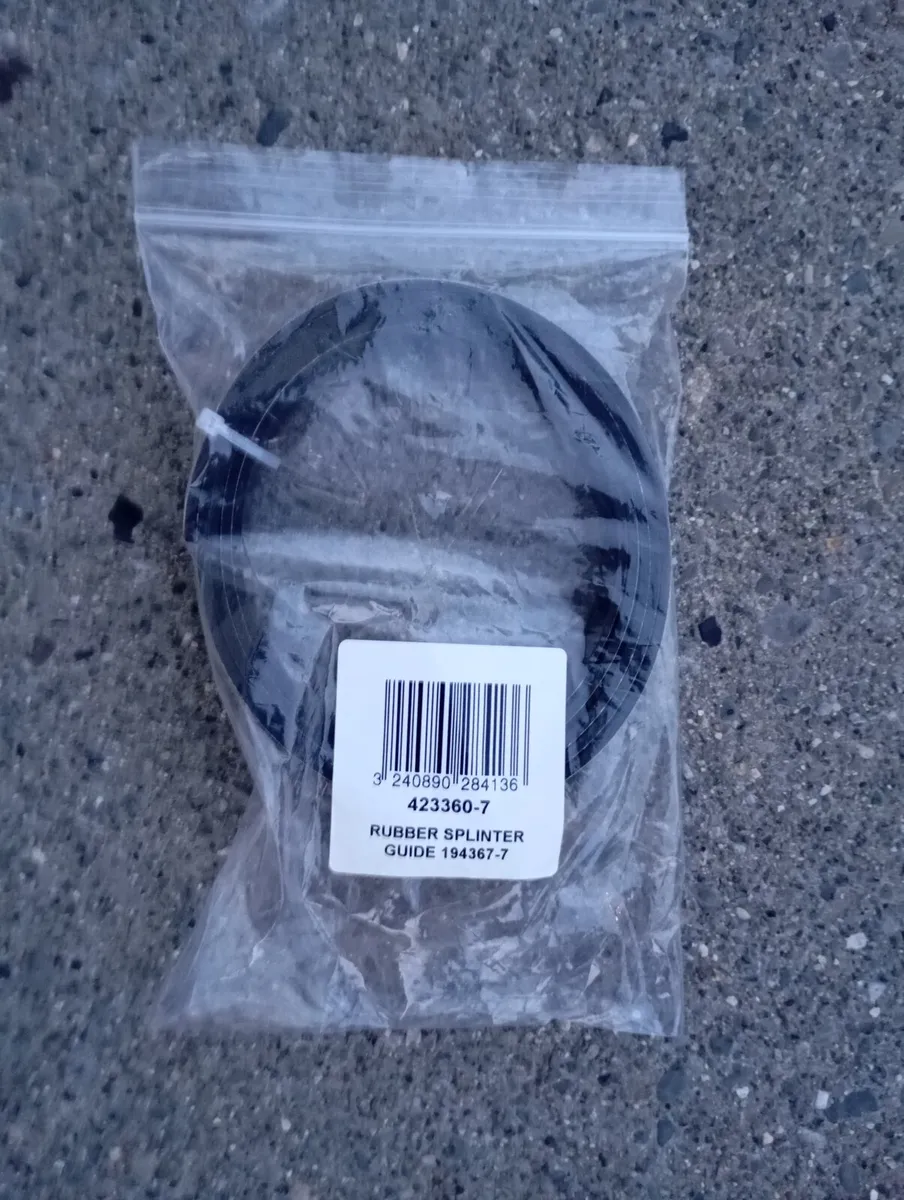 3 240890 284136
423360-7
RUBBER SPLINTER
GUIDE 194367-7